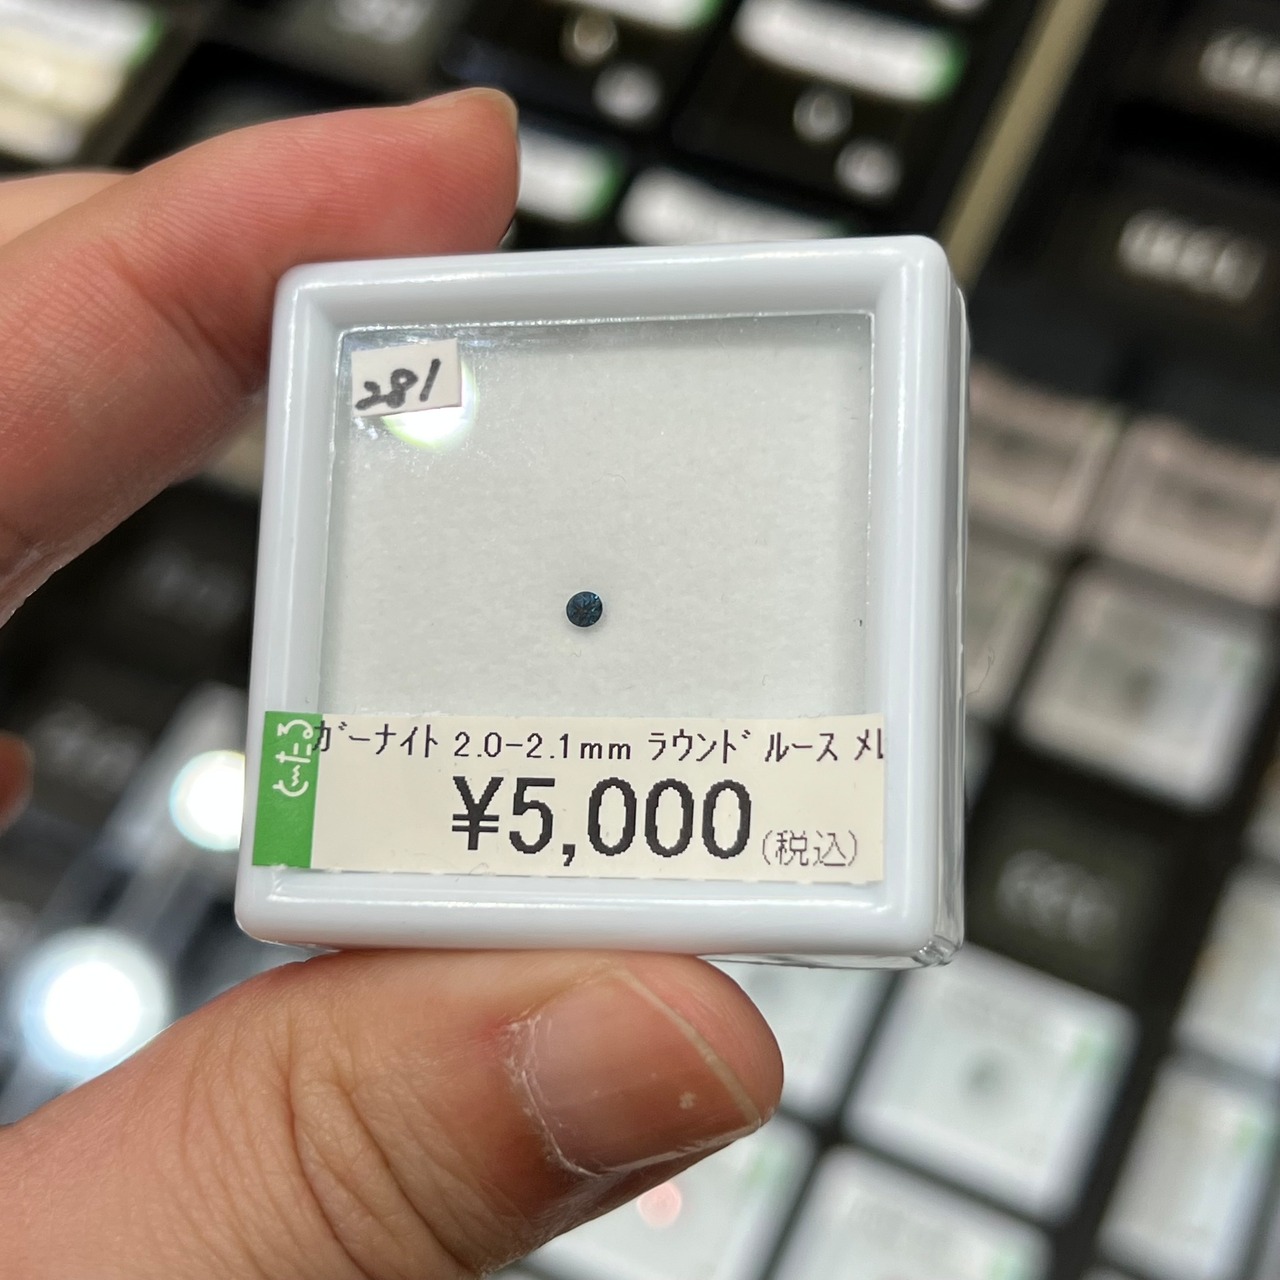 281
ガーナイト 2.0-2.1mm ラウンド ルース メレ
¥5,000(税込)